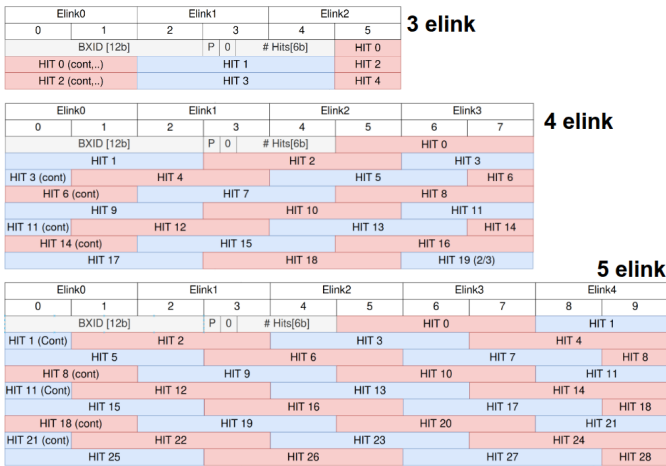 3 elink
Elink0 Elink1 Elink2
0 1 2 3 4 5
BXID [12b] P 0 # Hits[6b] HIT 0
HIT 0 (cont,..) HIT 1 HIT 2
HIT 2 (cont,..) HIT 3 HIT 4
4 elink
Elink0 Elink1 Elink2 Elink3
0 1 2 3 4 5 6 7
BXID [12b] P 0 # Hits[6b] HIT 0
HIT 1 HIT 2 HIT 3
HIT 3 (cont) HIT 4 HIT 5 HIT 6
HIT 6 (cont) HIT 7 HIT 8
HIT 9 HIT 10 HIT 11
HIT 11 (cont) HIT 12 HIT 13 HIT 14
HIT 14 (cont) HIT 15 HIT 16
HIT 17 HIT 18 HIT 19 (2/3)
5 elink
Elink0 Elink1 Elink2 Elink3 Elink4
0 1 2 3 4 5 6 7 8 9
BXID [12b] P 0 # Hits[6b] HIT 0 HIT 1
HIT 1 (Cont) HIT 2 HIT 3 HIT 4
HIT 5 HIT 6 HIT 7 HIT 8
HIT 8 (cont) HIT 9 HIT 10 HIT 11
HIT 11 (Cont) HIT 12 HIT 13 HIT 14
HIT 15 HIT 16 HIT 17 HIT 18
HIT 18 (cont) HIT 19 HIT 20 HIT 21
HIT 21 (cont) HIT 22 HIT 23 HIT 24
HIT 25 HIT 26 HIT 27 HIT 28